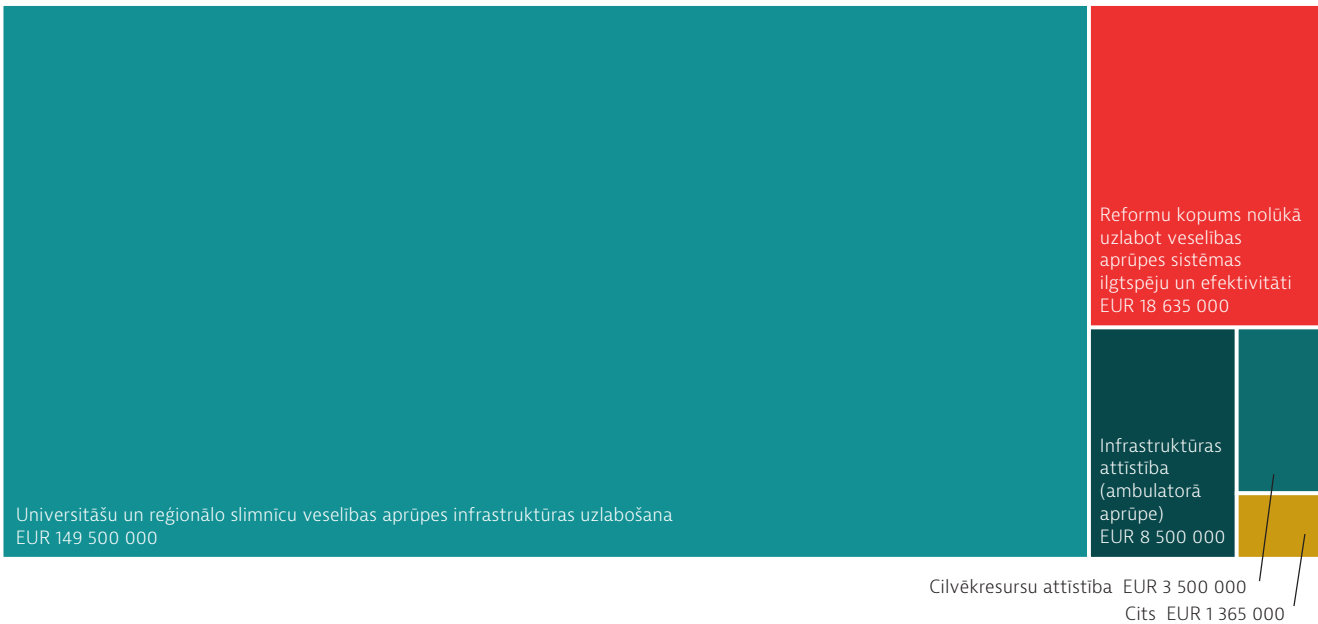 Reformu kopums nolūkā
uzlabot veselības
aprūpes sistēmas
ilgtspēju un efektivitāti
EUR 18 635 000
Infrastruktūras
attīstība
(ambulatorā
aprūpe)
EUR 8 500 000
Universitāšu un reģionālo slimnīcu veselības aprūpes infrastruktūras uzlabošana
EUR 149 500 000
Cilvēkresursu attīstība EUR 3 500 000
Cits EUR 1 365 000